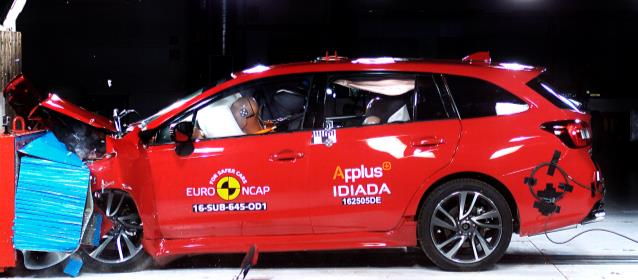 FOR SAFER CARS
EURO NCAP
16-SUB-645-OD1
Applus+
IDIADA
162505DE